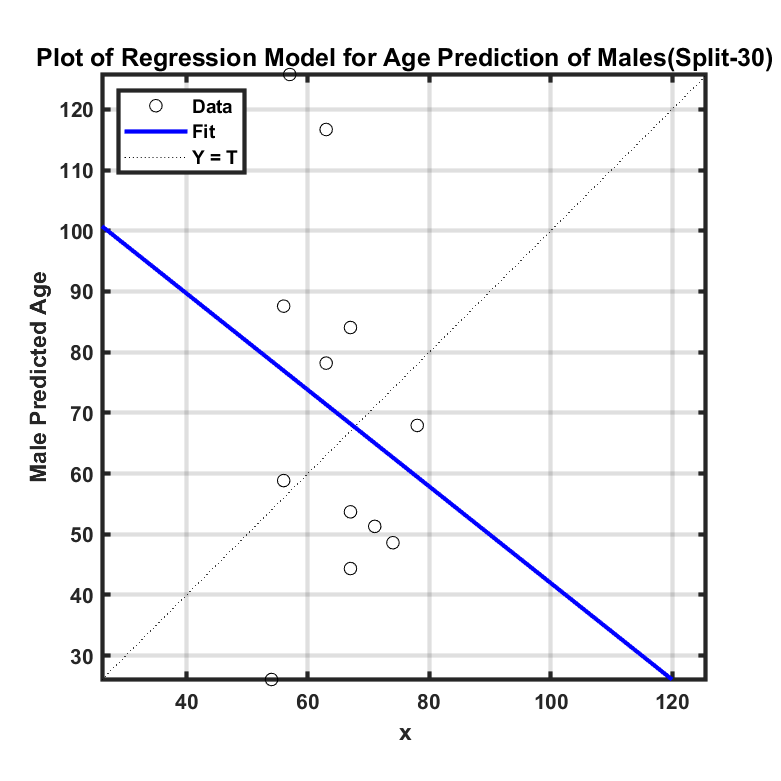 Plot of Regression Model for Age Prediction of Males(Split-30)
Data
Fit
Y = T
120
110
100
90
80
70
60
50
40
30
Male Predicted Age
40 60 80 100 120
x